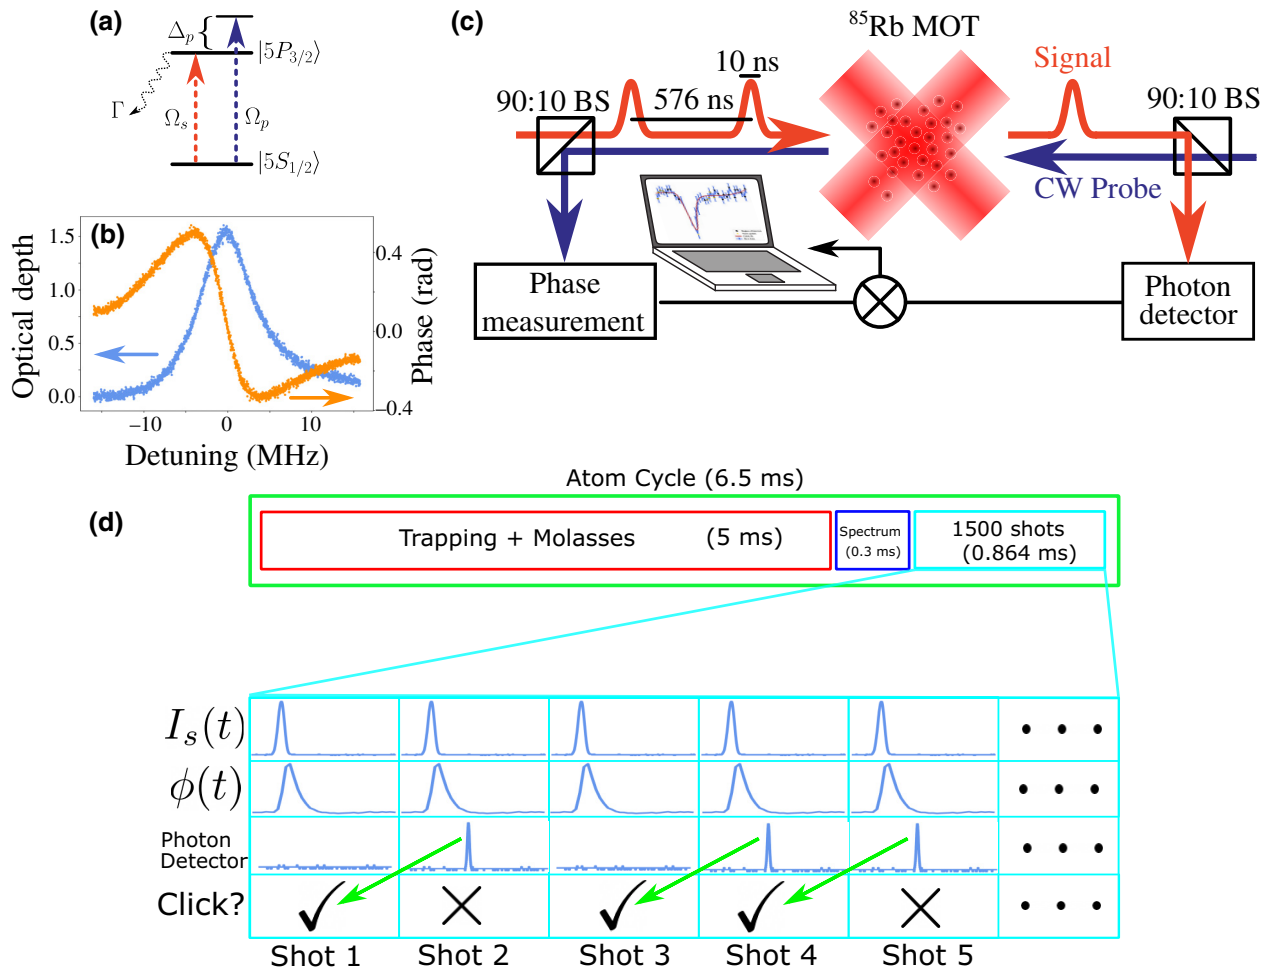 (a)
Δp
|5P3/2⟩
Γ
Ωs
Ωp
|5S1/2⟩
(b)
Optical depth
1.5
1.0
0.5
0.0
0.4
0.0
−0.4
Phase (rad)
−10
0
10
Detuning (MHz)
(c)
85Rb MOT
10 ns
Signal
90:10 BS
576 ns
90:10 BS
CW Probe
Phase
measurement
Photon
detector
(d)
Atom Cycle (6.5 ms)
Trapping + Molasses (5 ms)
Spectrum
(0.3 ms)
1500 shots
(0.864 ms)
Is(t)
ϕ(t)
Photon
Detector
Click?
Shot 1
Shot 2
Shot 3
Shot 4
Shot 5